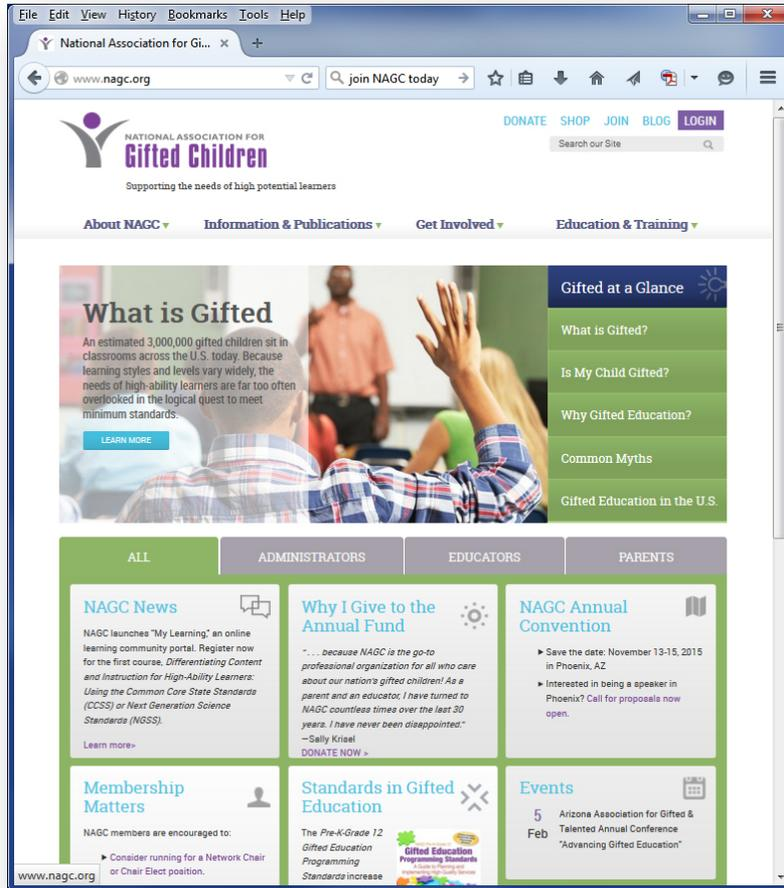 File Edit View History Bookmarks Tools Help
National Association for Gi... × +
www.nagc.org
join NAGC today
DONATE SHOP JOIN BLOG LOGIN
NATIONAL ASSOCIATION FOR
Gifted Children
Search our Site
Supporting the needs of high potential learners
About NAGC Information & Publications Get Involved Education & Training
What is Gifted
An estimated 3,000,000 gifted children sit in
classrooms across the U.S. today. Because
learning styles and levels vary widely, the
needs of high-ability learners are far too often
overlooked in the logical quest to meet
minimum standards.
LEARN MORE
Gifted at a Glance
What is Gifted?
Is My Child Gifted?
Why Gifted Education?
Common Myths
Gifted Education in the U.S.
ALL ADMINISTRATORS EDUCATORS PARENTS
NAGC News
NAGC launches "My Learning," an online
learning community portal. Register now
for the first course, Differentiating Content
and Instruction for High-Ability Learners:
Using the Common Core State Standards
(CCSS) or Next Generation Science
Standards (NGSS).
Learn more»
Why I Give to the
Annual Fund
". . . because NAGC is the go-to
professional organization for all who care
about our nation's gifted children! As a
parent and an educator, I have turned to
NAGC countless times over the last 30
years. I have never been disappointed."
—Sally Krisel
DONATE NOW »
NAGC Annual
Convention
▶ Save the date: November 13-15, 2015
in Phoenix, AZ
▶ Interested in being a speaker in
Phoenix? Call for proposals now
open.
Membership
Matters
NAGC members are encouraged to:
▶ Consider running for a Network Chair
or Chair Elect position.
Standards in Gifted
Education
The Pre-K-Grade 12
Gifted Education
Programming
Standards increase
Gifted Education
Programming Standards
Events
5
Feb
Arizona Association for Gifted &
Talented Annual Conference
"Advancing Gifted Education"
www.nagc.org